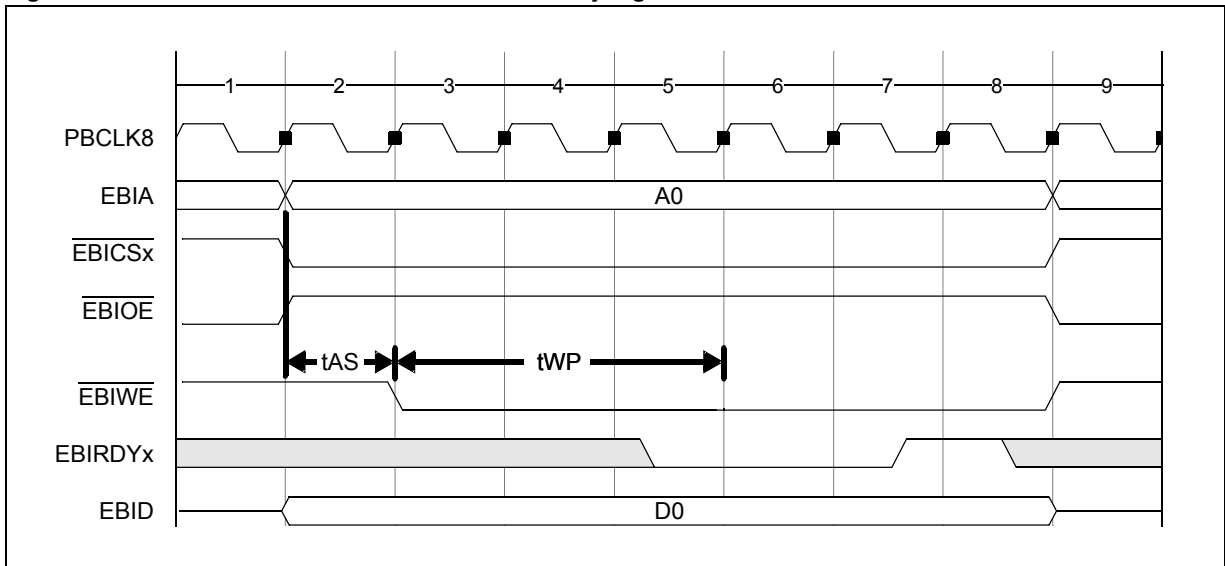 1 2 3 4 5 6 7 8 9
PBCLK8
EBIA A0
EBICSx
EBIOE
tAS tWP
EBIWE
EBIRDYx
EBID D0